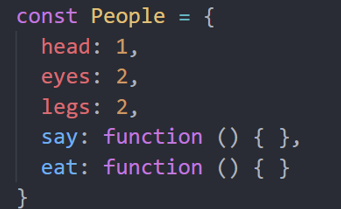 const People = {
  head: 1,
  eyes: 2,
  legs: 2,
  say: function () { },
  eat: function () { }
}